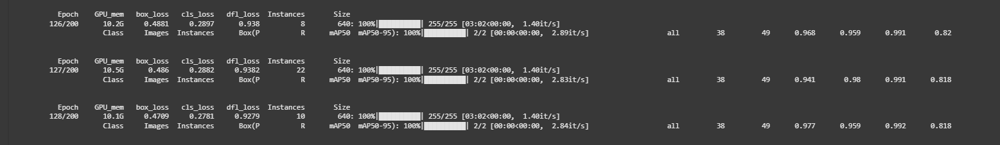 Epoch GPU_mem box_loss cls_loss dfl_loss Instances Size
126/200 10.2G 0.4881 0.2897 0.938 8 640: 100%|██████████| 255/255 [03:02<00:00, 1.40it/s]
Class Images Instances Box(P R mAP50 mAP50-95): 100%|██████████| 2/2 [00:00<00:00, 2.89it/s] all 38 49 0.968 0.959 0.991 0.82
Epoch GPU_mem box_loss cls_loss dfl_loss Instances Size
127/200 10.5G 0.486 0.2882 0.9382 22 640: 100%|██████████| 255/255 [03:02<00:00, 1.40it/s]
Class Images Instances Box(P R mAP50 mAP50-95): 100%|██████████| 2/2 [00:00<00:00, 2.83it/s] all 38 49 0.941 0.98 0.991 0.818
Epoch GPU_mem box_loss cls_loss dfl_loss Instances Size
128/200 10.1G 0.4709 0.2781 0.9279 10 640: 100%|██████████| 255/255 [03:02<00:00, 1.40it/s]
Class Images Instances Box(P R mAP50 mAP50-95): 100%|██████████| 2/2 [00:00<00:00, 2.84it/s] all 38 49 0.977 0.959 0.992 0.818